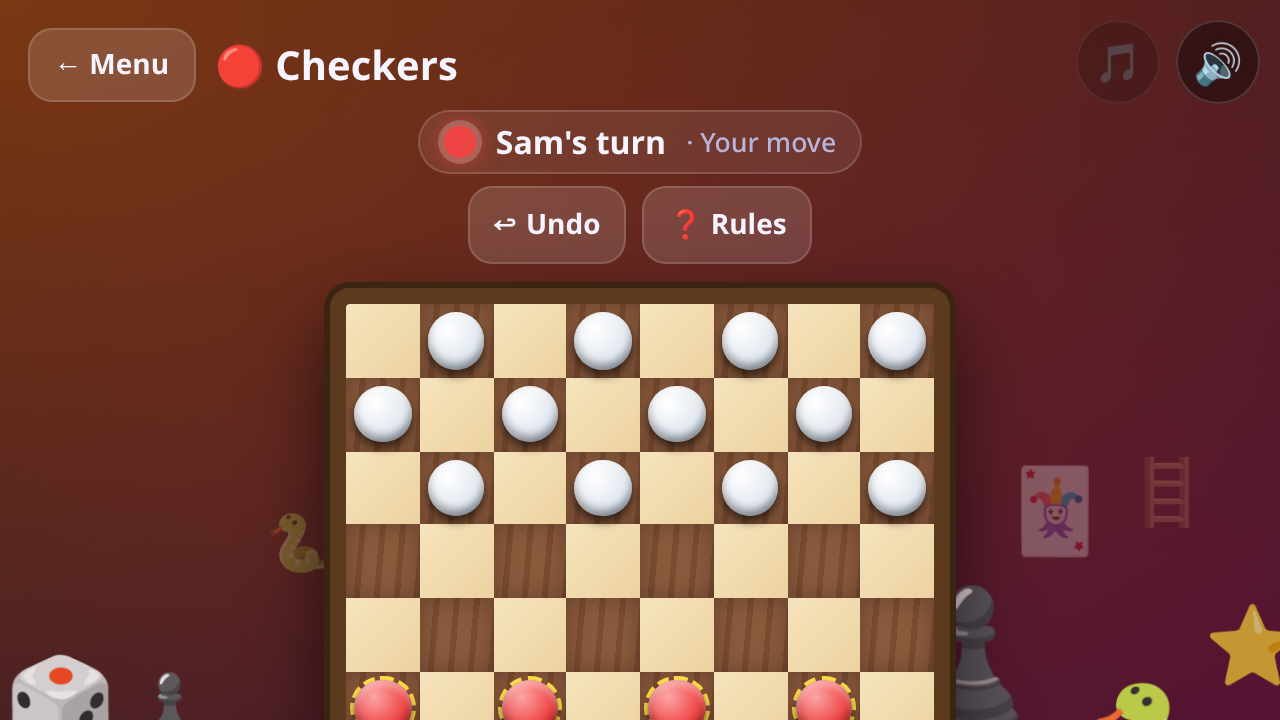 ← Menu
Checkers
Sam's turn · Your move
↩ Undo
❓ Rules